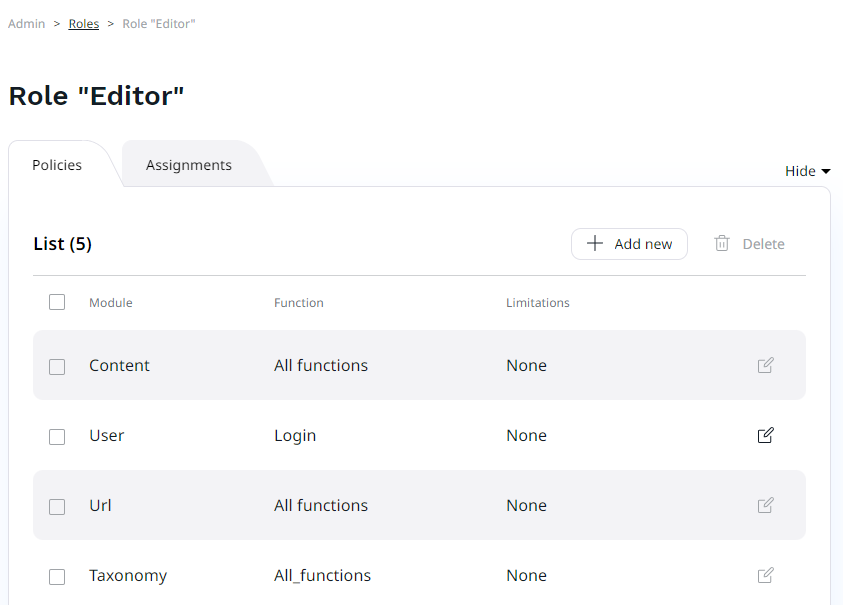 Admin > Roles > Role "Editor"
Role "Editor"
Policies Assignments Hide
List (5) Add new Delete
Module Function Limitations
Content All functions None
User Login None
Url All functions None
Taxonomy All_functions None